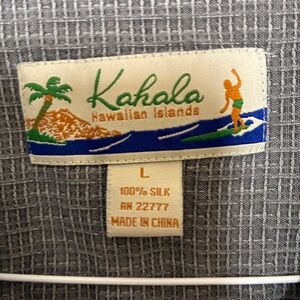 Kahala
Hawaiian Islands
L
100% SILK
RN 22777
MADE IN CHINA